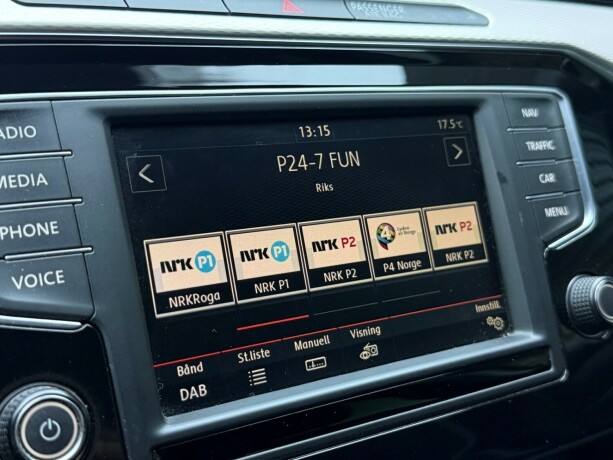 PASSENGER
13:15
17.5°C
P24-7 FUN
Riks
NRK P1
NRKRoga
NRK P1
NRK P1
NRK P2
NRK P2
P4 Norge
NRK P2
NRK P2
Bånd
DAB
St.liste
Manuell
Visning
Innstill.
RADIO
MEDIA
PHONE
VOICE
NAV
TRAFFIC
CAR
MENU